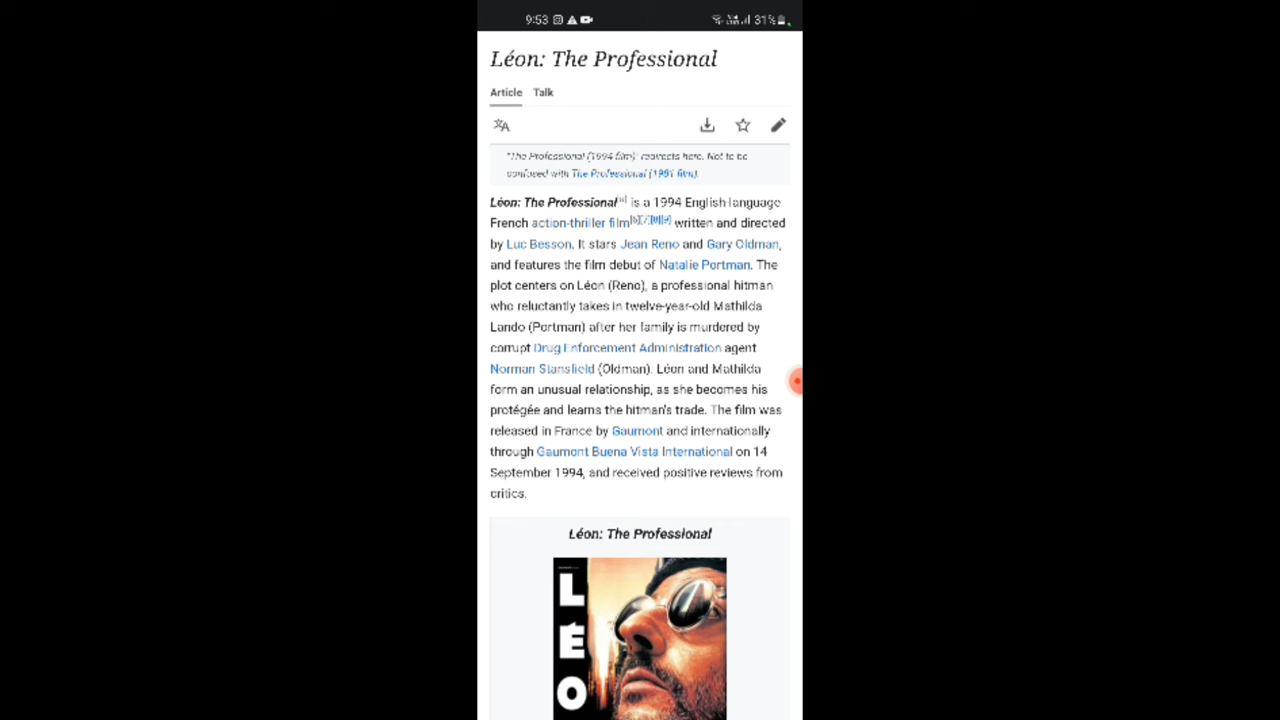 9:53 31%
Léon: The Professional
Article Talk
"The Professional (1994 film)" redirects here. Not to be
confused with The Professional (1981 film).
Léon: The Professional[a] is a 1994 English-language
French action-thriller film written and directed
by Luc Besson. It stars Jean Reno and Gary Oldman,
and features the film debut of Natalie Portman. The
plot centers on Léon (Reno), a professional hitman
who reluctantly takes in twelve-year-old Mathilda
Lando (Portman) after her family is murdered by
corrupt Drug Enforcement Administration agent
Norman Stansfield (Oldman). Léon and Mathilda
form an unusual relationship, as she becomes his
protégée and learns the hitman's trade. The film was
released in France by Gaumont and internationally
through Gaumont Buena Vista International on 14
September 1994, and received positive reviews from
critics.
Léon: The Professional
L
É
O